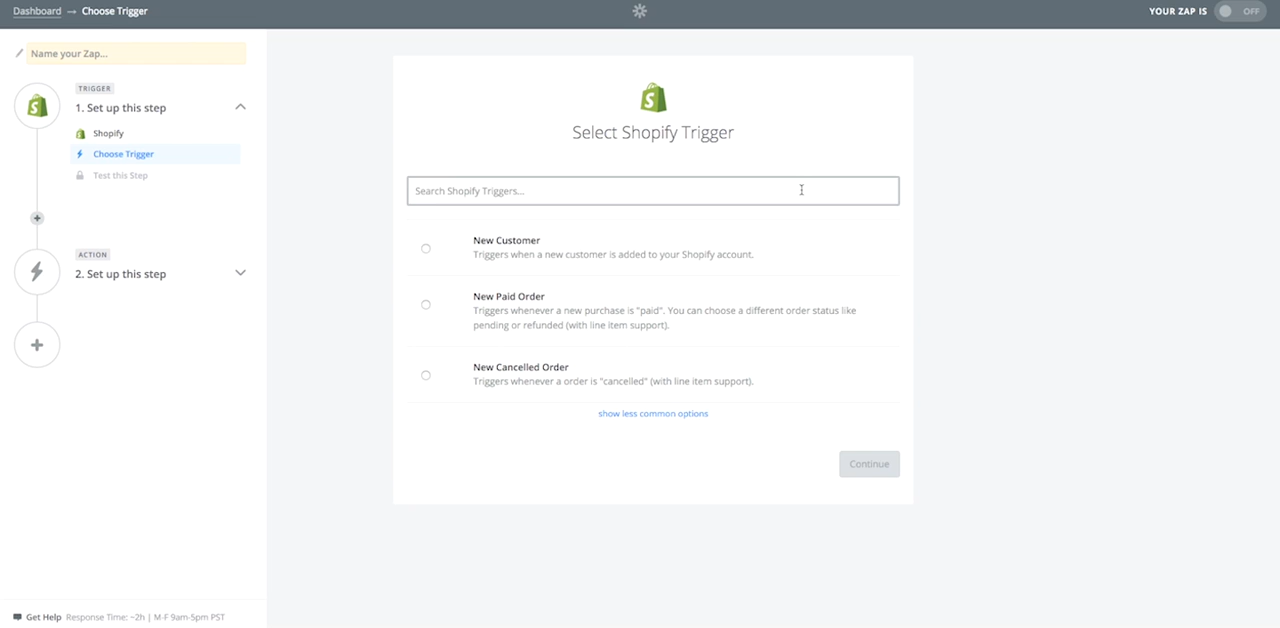 Dashboard → Choose Trigger
YOUR ZAP IS OFF
Name your Zap...
TRIGGER
1. Set up this step
Shopify
Choose Trigger
Test this Step
ACTION
2. Set up this step
Select Shopify Trigger
Search Shopify Triggers...
New Customer
Triggers when a new customer is added to your Shopify account.
New Paid Order
Triggers whenever a new purchase is "paid". You can choose a different order status like
pending or refunded (with line item support).
New Cancelled Order
Triggers whenever a order is "cancelled" (with line item support).
show less common options
Continue
Get Help Response Time: ~2h | M-F 9am-5pm PST